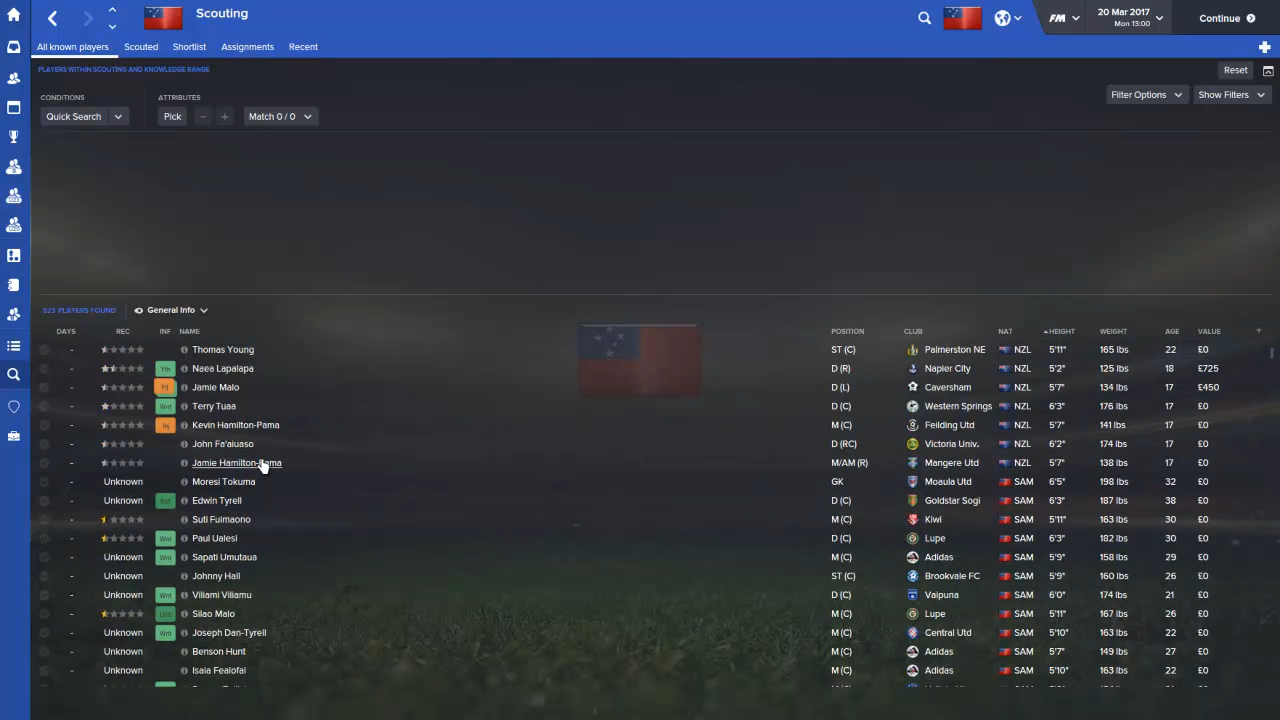 Scouting
FM
20 Mar 2017
Mon 13:00
Continue
All known players Scouted Shortlist Assignments Recent
PLAYERS WITHIN SCOUTING AND KNOWLEDGE RANGE
Reset
CONDITIONS ATTRIBUTES
Filter Options Show Filters
Quick Search Pick - + Match 0 / 0
523 PLAYERS FOUND General Info
DAYS REC INF NAME POSITION CLUB NAT HEIGHT WEIGHT AGE VALUE +
- Thomas Young ST (C) Palmerston NE NZL 5'11" 165 lbs 22 £0
- Yth Naea Lapalapa D (R) Napier City NZL 5'2" 125 lbs 18 £725
- Inj Jamie Malo D (L) Caversham NZL 5'7" 134 lbs 17 £450
- Wnt Terry Tuaa D (C) Western Springs NZL 6'3" 176 lbs 17 £0
- Inj Kevin Hamilton-Pama M (C) Feilding Utd NZL 5'7" 141 lbs 17 £0
- John Fa'aiuaso D (RC) Victoria Univ. NZL 6'2" 174 lbs 17 £0
- Jamie Hamilton-Pama M/AM (R) Mangere Utd NZL 5'7" 138 lbs 17 £0
- Unknown Moresi Tokuma GK Moaula Utd SAM 6'5" 198 lbs 32 £0
- Unknown Edwin Tyrell D (C) Goldstar Sogi SAM 6'3" 187 lbs 38 £0
- Suti Fuimaono M (C) Kiwi SAM 5'11" 163 lbs 30 £0
- Wnt Paul Ualesi D (C) Lupe SAM 6'3" 182 lbs 30 £0
- Unknown Wnt Sapati Umutaua M (C) Adidas SAM 5'9" 158 lbs 29 £0
- Unknown Johnny Hall ST (C) Brookvale FC SAM 5'9" 160 lbs 26 £0
- Unknown Wnt Viliami Viliamu D (C) Vaipuna SAM 6'0" 174 lbs 21 £0
- Silao Malo M (C) Lupe SAM 5'11" 167 lbs 26 £0
- Unknown Wnt Joseph Dan-Tyrell M (C) Central Utd SAM 5'10" 163 lbs 22 £0
- Unknown Benson Hunt M (C) Adidas SAM 5'7" 149 lbs 27 £0
- Unknown Isaia Fealofai M (C) Adidas SAM 5'10" 163 lbs 22 £0